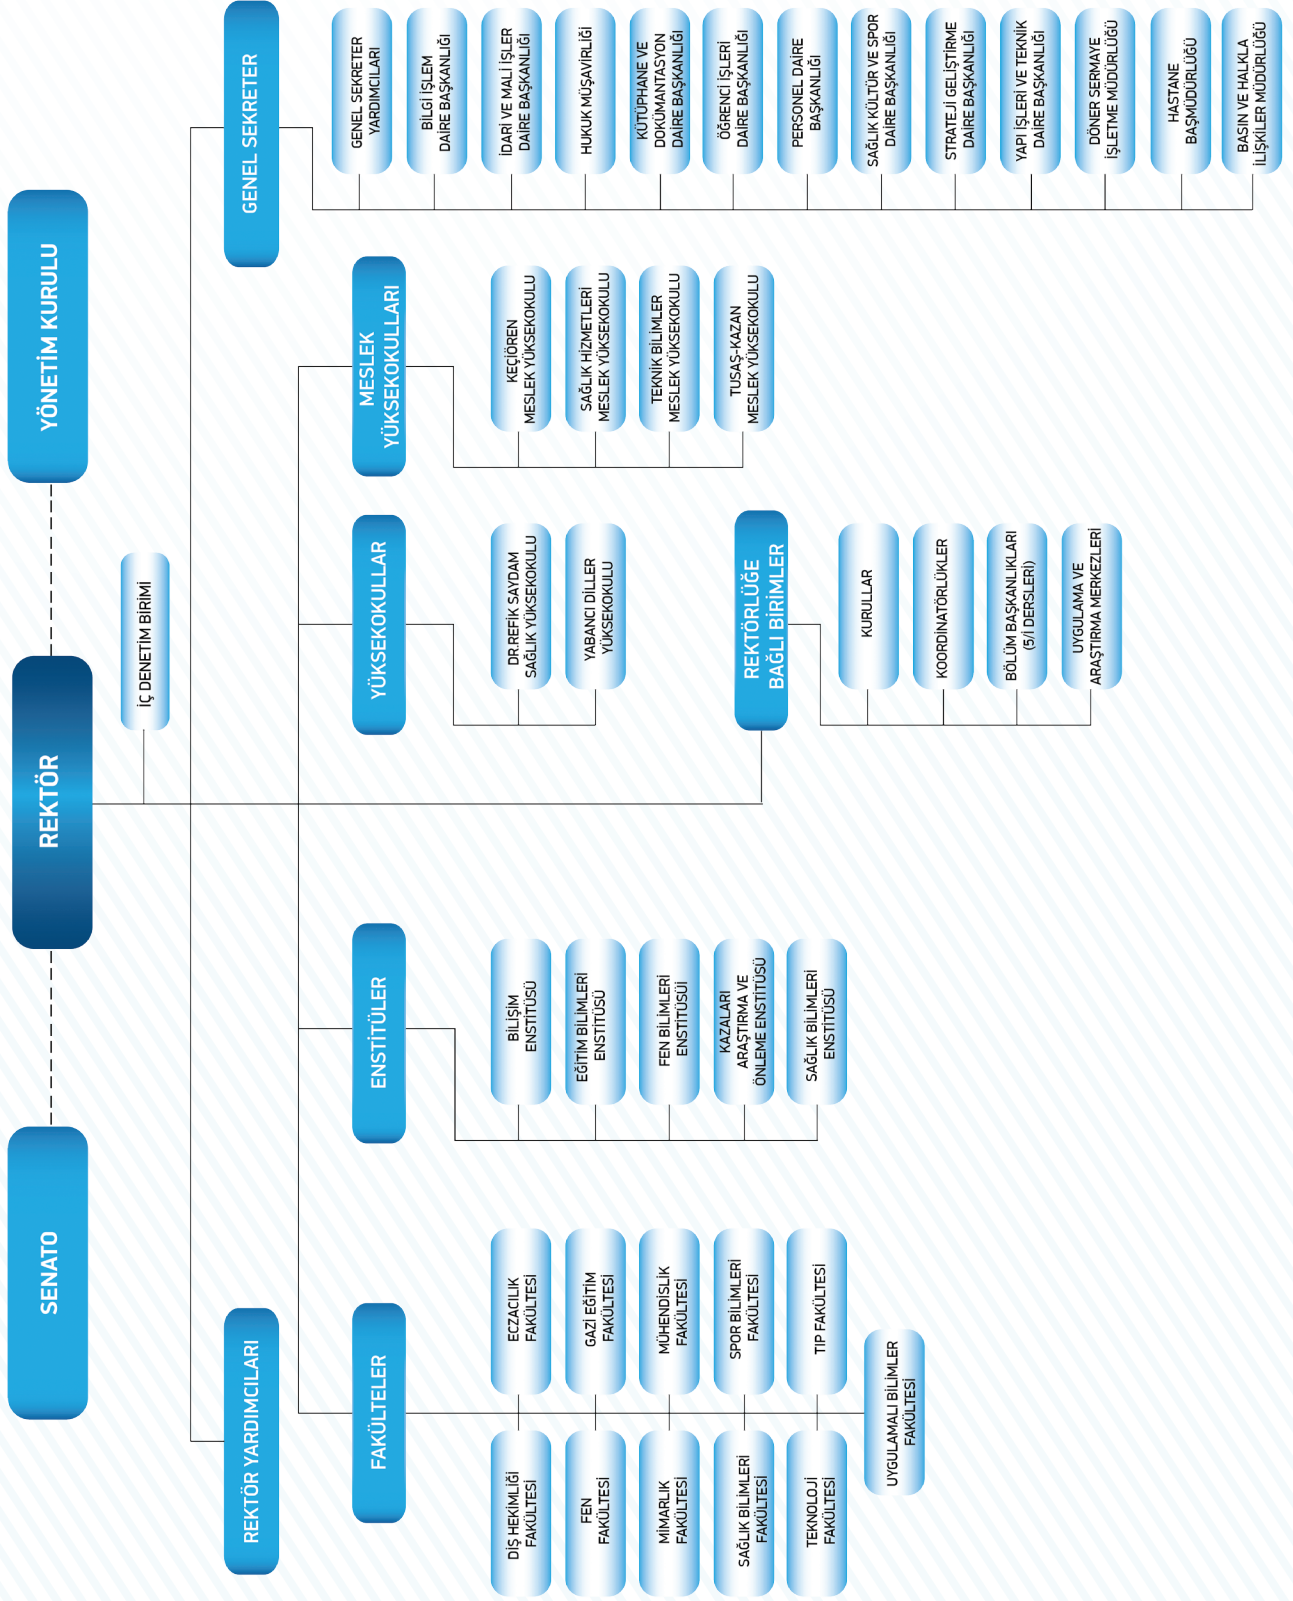 SENATO
REKTÖR
YÖNETİM KURULU
İÇ DENETİM BİRİMİ
REKTÖR YARDIMCILARI
GENEL SEKRETER
FAKÜLTELER
ENSTİTÜLER
YÜKSEKOKULLAR
MESLEK
YÜKSEKOKULLARI
DİŞ HEKİMLİĞİ
FAKÜLTESİ
ECZACILIK
FAKÜLTESİ
FEN
FAKÜLTESİ
GAZİ EĞİTİM
FAKÜLTESİ
MİMARLIK
FAKÜLTESİ
MÜHENDİSLİK
FAKÜLTESİ
SAĞLIK BİLİMLERİ
FAKÜLTESİ
SPOR BİLİMLERİ
FAKÜLTESİ
TEKNOLOJİ
FAKÜLTESİ
TIP FAKÜLTESİ
UYGULAMALI BİLİMLER
FAKÜLTESİ
BİLİŞİM
ENSTİTÜSÜ
EĞİTİM BİLİMLERİ
ENSTİTÜSÜ
FEN BİLİMLERİ
ENSTİTÜSÜİ
KAZALARI
ARAŞTIRMA VE
ÖNLEME ENSTİTÜSÜ
SAĞLIK BİLİMLERİ
ENSTİTÜSÜ
DR.REFİK SAYDAM
SAĞLIK YÜKSEKOKULU
YABANCI DİLLER
YÜKSEKOKULU
KEÇİÖREN
MESLEK YÜKSEKOKULU
SAĞLIK HİZMETLERİ
MESLEK YÜKSEKOKULU
TEKNİK BİLİMLER
MESLEK YÜKSEKOKULU
TUSAŞ-KAZAN
MESLEK YÜKSEKOKULU
REKTÖRLÜĞE
BAĞLI BİRİMLER
KURULLAR
KOORDİNATÖRLÜKLER
BÖLÜM BAŞKANLIKLARI
(5/İ DERSLERİ)
UYGULAMA VE
ARAŞTIRMA MERKEZLERİ
GENEL SEKRETER
YARDIMCILARI
BİLGİ İŞLEM
DAİRE BAŞKANLIĞI
İDARİ VE MALİ İŞLER
DAİRE BAŞKANLIĞI
HUKUK MÜŞAVİRLİĞİ
KÜTÜPHANE VE
DOKÜMANTASYON
DAİRE BAŞKANLIĞI
ÖĞRENCİ İŞLERİ
DAİRE BAŞKANLIĞI
PERSONEL DAİRE
BAŞKANLIĞI
SAĞLIK KÜLTÜR VE SPOR
DAİRE BAŞKANLIĞI
STRATEJİ GELİŞTİRME
DAİRE BAŞKANLIĞI
YAPI İŞLERİ VE TEKNİK
DAİRE BAŞKANLIĞI
DÖNER SERMAYE
İŞLETME MÜDÜRLÜĞÜ
HASTANE
BAŞMÜDÜRLÜĞÜ
BASIN VE HALKLA
İLİŞKİLER MÜDÜRLÜĞÜ